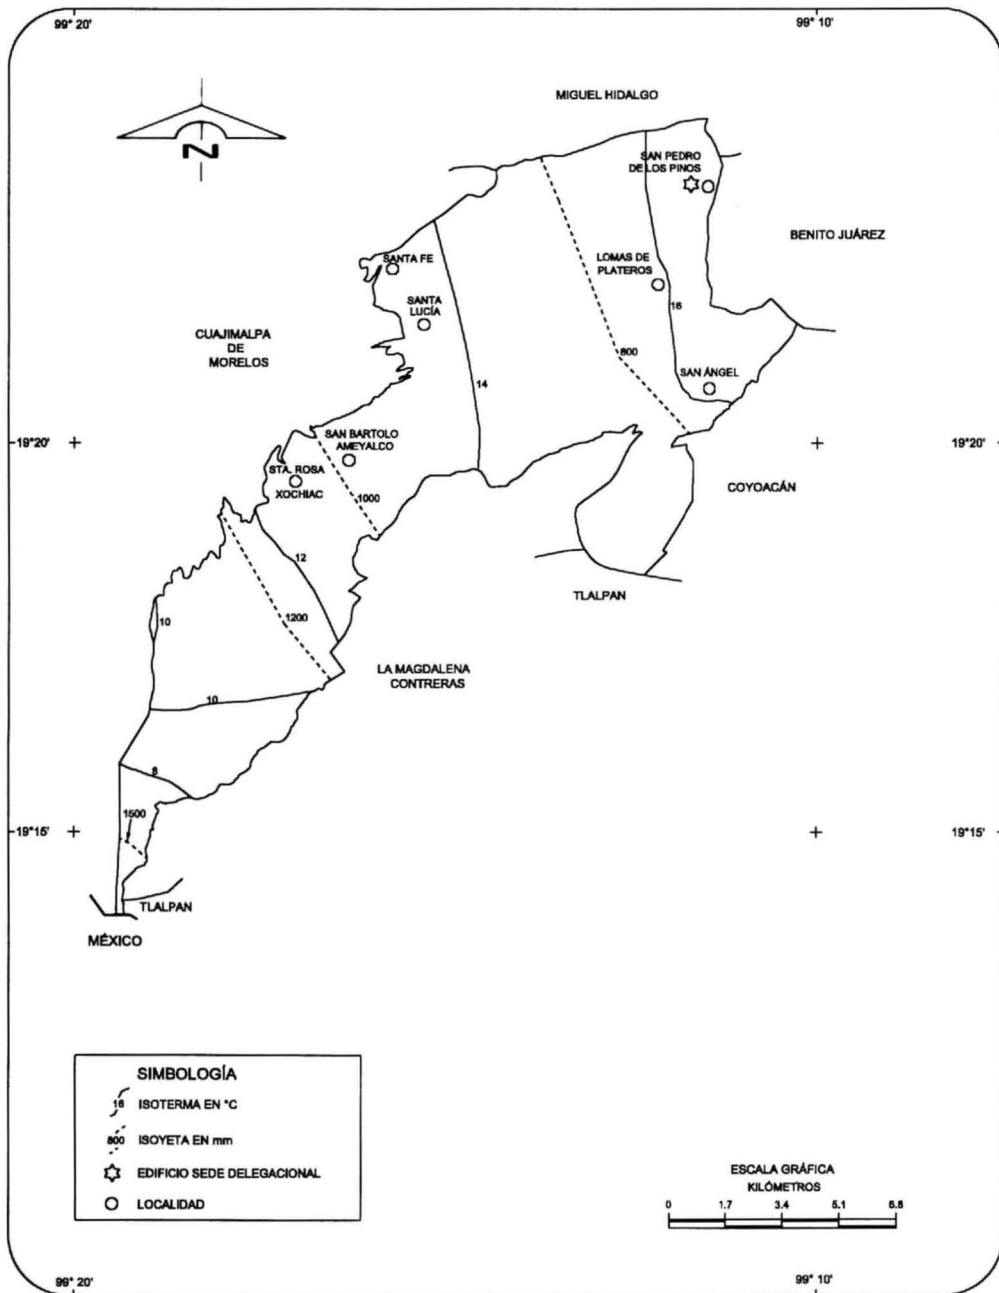 99° 20'
99° 10'
MIGUEL HIDALGO
N
SAN PEDRO
DE LOS PINOS
BENITO JUÁREZ
SANTA FE
LOMAS DE
PLATEROS
16
SANTA
LUCÍA
CUAJIMALPA
DE
MORELOS
800
SAN ÁNGEL
14
19°20'
19°20'
SAN BARTOLO
AMEYALCO
STA. ROSA
XOCHIAC
1000
COYOACÁN
12
TLALPAN
10
1200
LA MAGDALENA
CONTRERAS
10
8
1500
19°15'
19°15'
TLALPAN
MÉXICO
SIMBOLOGÍA
16 ISOTERMA EN °C
800 ISOYETA EN mm
EDIFICIO SEDE DELEGACIONAL
LOCALIDAD
ESCALA GRÁFICA
KILÓMETROS
0 1.7 3.4 5.1 6.8
99° 20'
99° 10'